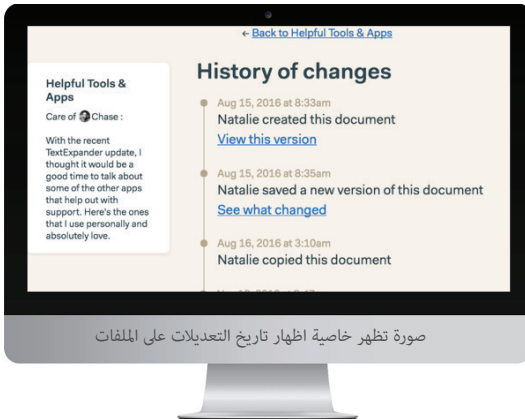 ← Back to Helpful Tools & Apps
Helpful Tools &
Apps
Care of Chase :
With the recent
TextExpander update, I
thought it would be a
good time to talk about
some of the other apps
that help out with
support. Here's the ones
that I use personally and
absolutely love.
History of changes
Aug 15, 2016 at 8:33am
Natalie created this document
View this version
Aug 15, 2016 at 8:35am
Natalie saved a new version of this document
See what changed
Aug 16, 2016 at 3:10am
Natalie copied this document
صورة تظهر خاصية اظهار تاريخ التعديلات على الملفات